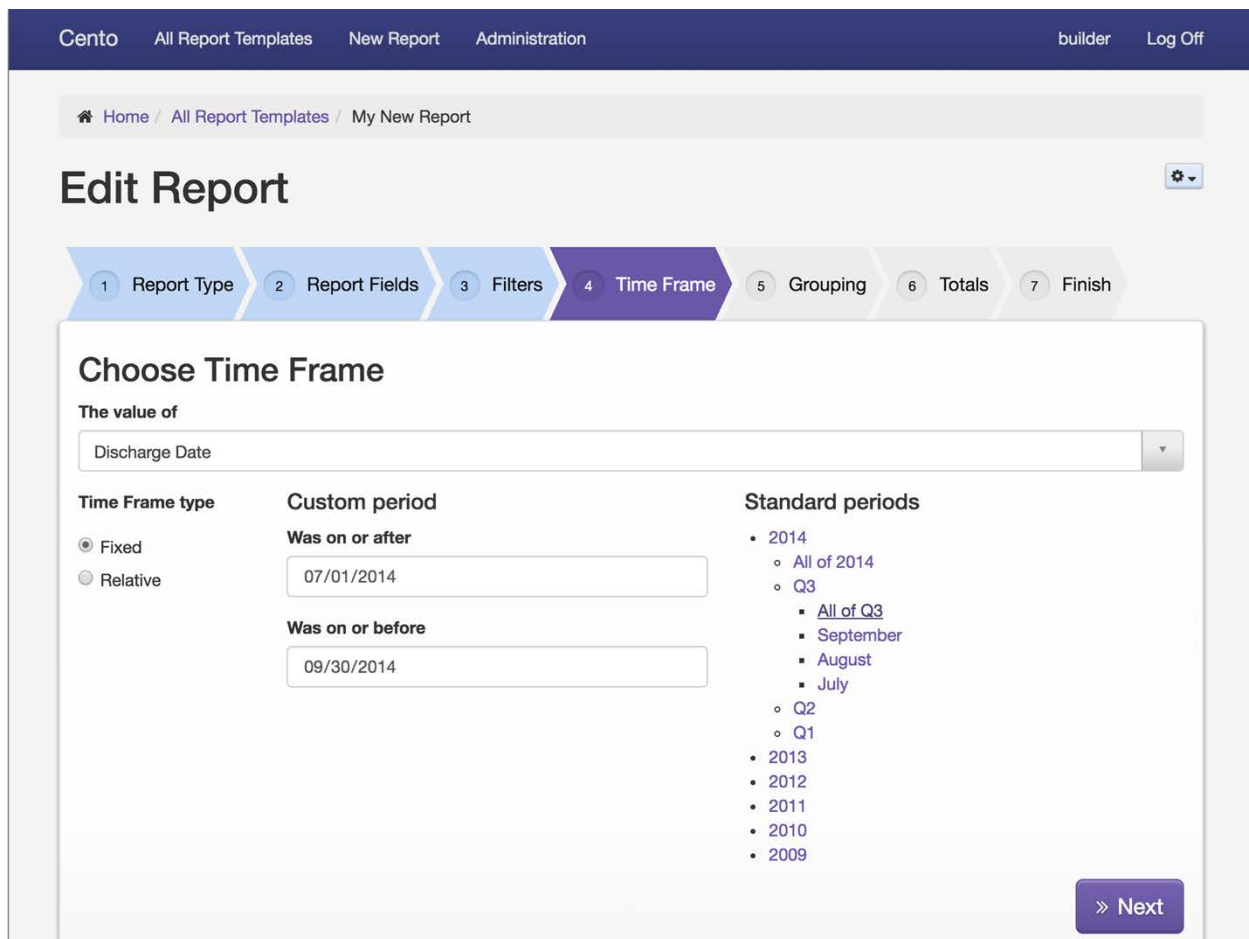 Cento All Report Templates New Report Administration builder Log Off
Home / All Report Templates / My New Report
Edit Report
1 Report Type 2 Report Fields 3 Filters 4 Time Frame 5 Grouping 6 Totals 7 Finish
Choose Time Frame
The value of
Discharge Date
Time Frame type
Fixed
Relative
Custom period
Was on or after
07/01/2014
Was on or before
09/30/2014
Standard periods
2014
All of 2014
Q3
All of Q3
September
August
July
Q2
Q1
2013
2012
2011
2010
2009
» Next